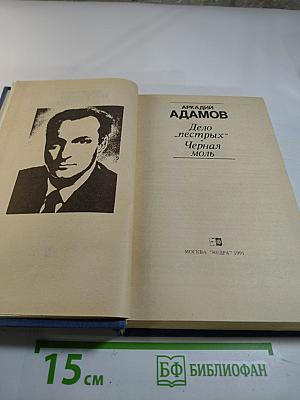 АРКАДИЙ
АДАМОВ
Дело
„пестрых“
Черная
моль
МОСКВА "НЕДРА" 1991
15 см
БФ БИБЛИОФАН